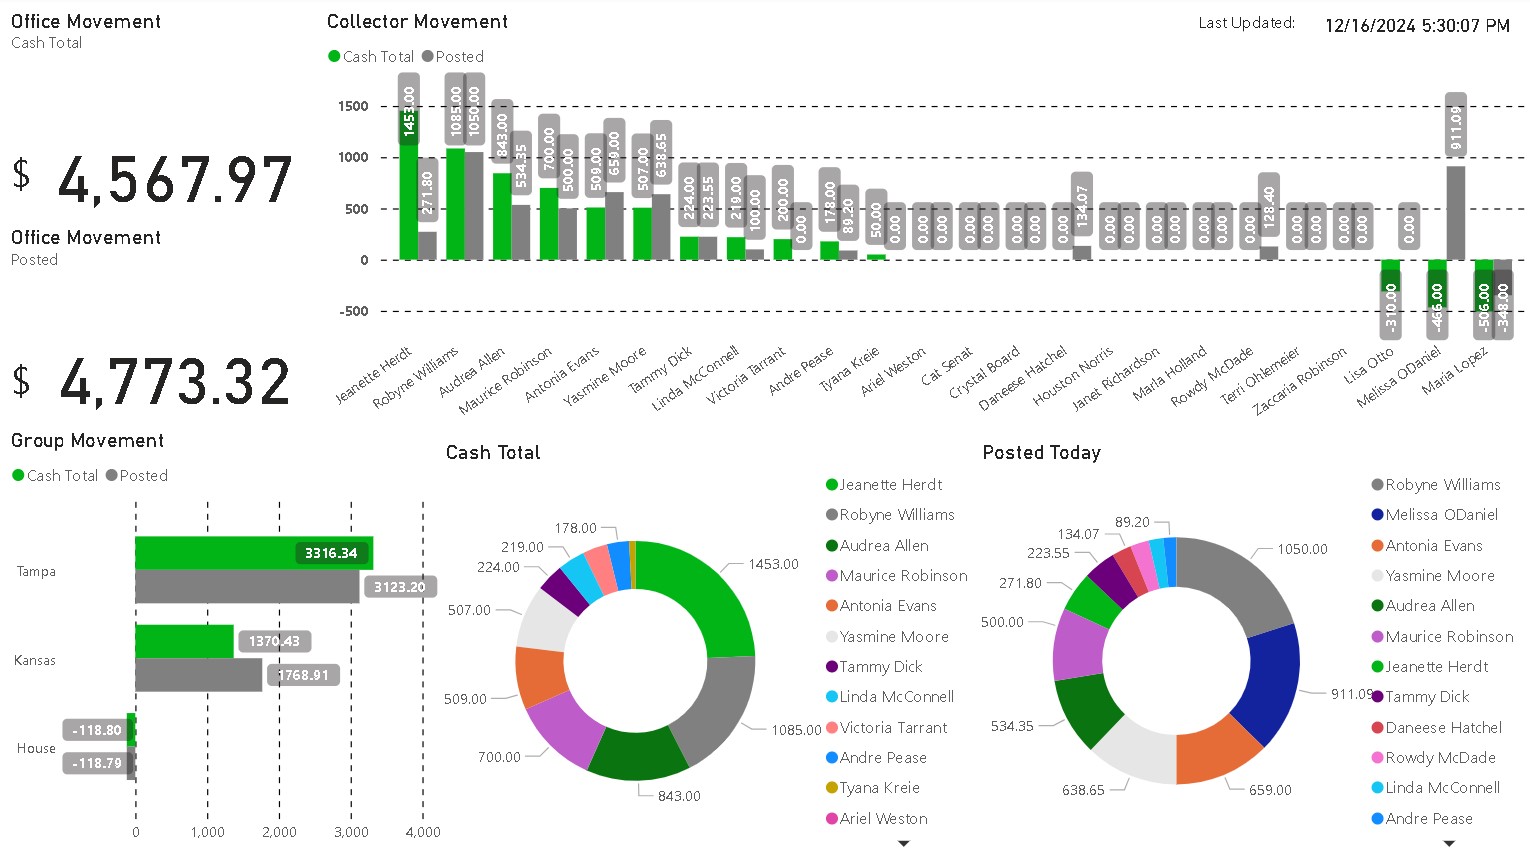 Office Movement
Cash Total
$ 4,567.97
Office Movement
Posted
$ 4,773.32
Collector Movement
Last Updated: 12/16/2024 5:30:07 PM
Cash Total Posted
1500
1000
500
0
-500
1453.00
271.80
1085.00
1050.00
843.00
534.35
700.00
500.00
509.00
659.00
507.00
638.65
224.00
223.55
219.00
100.00
200.00
0.00
178.00
89.20
50.00
0.00
0.00
0.00
0.00
0.00
0.00
0.00
0.00
134.07
0.00
0.00
0.00
0.00
0.00
0.00
0.00
128.40
0.00
0.00
0.00
0.00
-310.00
0.00
-466.00
911.09
-506.00
-348.00
Jeanette Herdt
Robyne Williams
Audrea Allen
Maurice Robinson
Antonia Evans
Yasmine Moore
Tammy Dick
Linda McConnell
Victoria Tarrant
Andre Pease
Tyana Kreie
Ariel Weston
Cat Senat
Crystal Board
Daneese Hatchel
Houston Norris
Janet Richardson
Marla Holland
Rowdy McDade
Terri Ohlemeier
Zaccaria Robinson
Lisa Otto
Melissa ODaniel
Maria Lopez
Group Movement
Cash Total Posted
Tampa
3316.34
3123.20
Kansas
1370.43
1768.91
House
-118.80
-118.79
0 1,000 2,000 3,000 4,000
Cash Total
1453.00
1085.00
843.00
700.00
509.00
507.00
224.00
219.00
178.00
Jeanette Herdt
Robyne Williams
Audrea Allen
Maurice Robinson
Antonia Evans
Yasmine Moore
Tammy Dick
Linda McConnell
Victoria Tarrant
Andre Pease
Tyana Kreie
Ariel Weston
Posted Today
1050.00
911.09
659.00
638.65
534.35
500.00
271.80
223.55
134.07
89.20
Robyne Williams
Melissa ODaniel
Antonia Evans
Yasmine Moore
Audrea Allen
Maurice Robinson
Jeanette Herdt
Tammy Dick
Daneese Hatchel
Rowdy McDade
Linda McConnell
Andre Pease